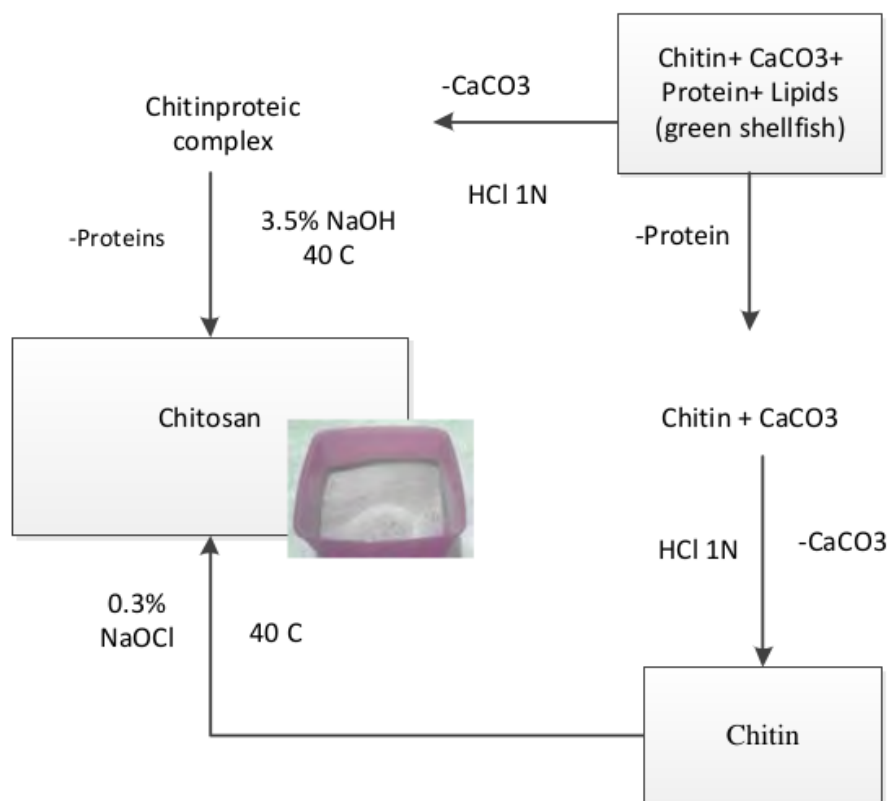 Chitin+ CaCO3+
Protein+ Lipids
(green shellfish)
-CaCO3
HCl 1N
Chitinproteic
complex
-Proteins
3.5% NaOH
40 C
-Protein
Chitosan
Chitin + CaCO3
HCl 1N
-CaCO3
0.3%
NaOCl
40 C
Chitin